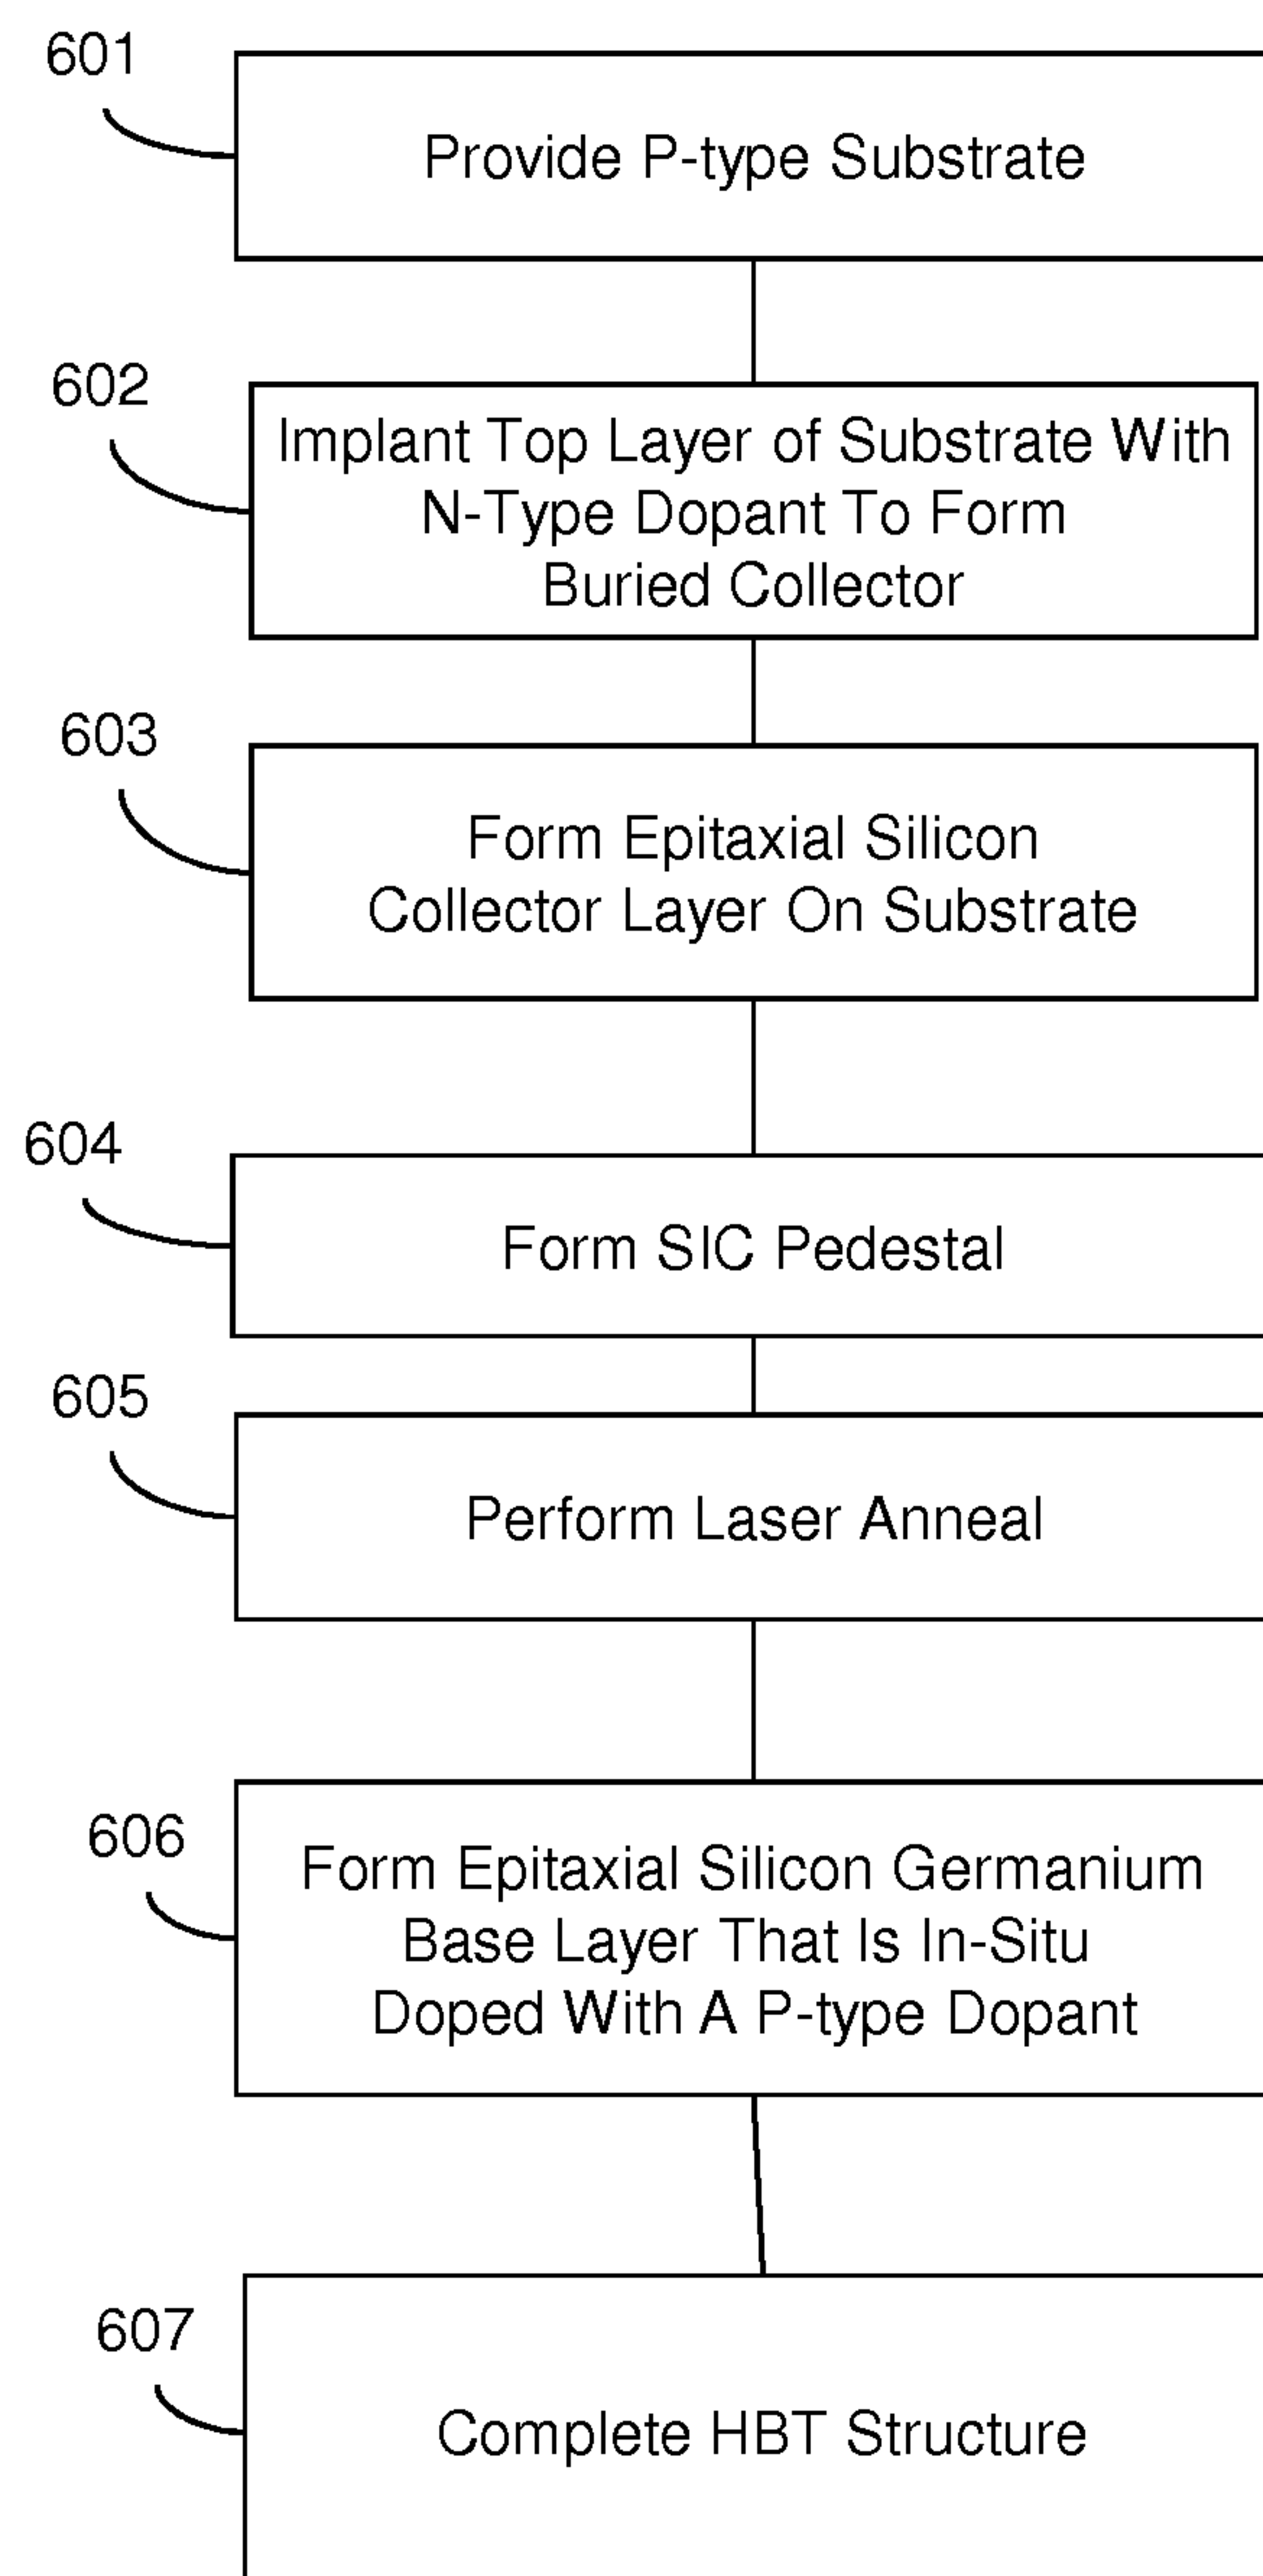 601
Provide P-type Substrate
602
Implant Top Layer of Substrate With
N-Type Dopant To Form
Buried Collector
603
Form Epitaxial Silicon
Collector Layer On Substrate
604
Form SIC Pedestal
605
Perform Laser Anneal
606
Form Epitaxial Silicon Germanium
Base Layer That Is In-Situ
Doped With A P-type Dopant
607
Complete HBT Structure